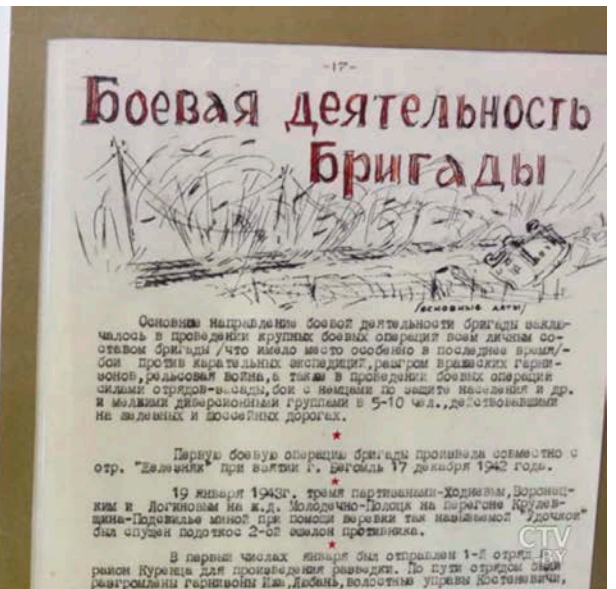 -17-
Боевая деятельность
Бригады
/основные даты/
Основное направление боевой деятельности бригады заклю-
чалось в проведении крупных боевых операций всем личным со-
ставом бригады /что имело место особенно в последнее время/-
бои против карательных экспедиций, разгром вражеских гарни-
зонов, рельсовая война, а также в проведении боевых операций
силами отрядов-засады, бои с немцами по защите населения и др.
и мелкими диверсионными группами в 5-10 чел., действовавшими
на железных и шоссейных дорогах.
Первую боевую операцию бригады произвела совместно с
отр. "Железняк" при взятии г. Бегомль 17 декабря 1942 года.
19 января 1943г. тремя партизанами-Ходневым, Воронец-
ким и Логиновым на ж.д. Молодечно-Полоцк на перегоне Крулев-
щина-Подсвилье миной при помощи веревки так называемой "Удочкой"
был спущен под откос 2-ой эшелон противника.
В первых числах января был отправлен 1-й отряд в
район Куренца для произведения разведки. По пути отрядом были
разгромлены гарнизоны Илья, Любань, волостные управы Костеневичи,
CTV
.BY